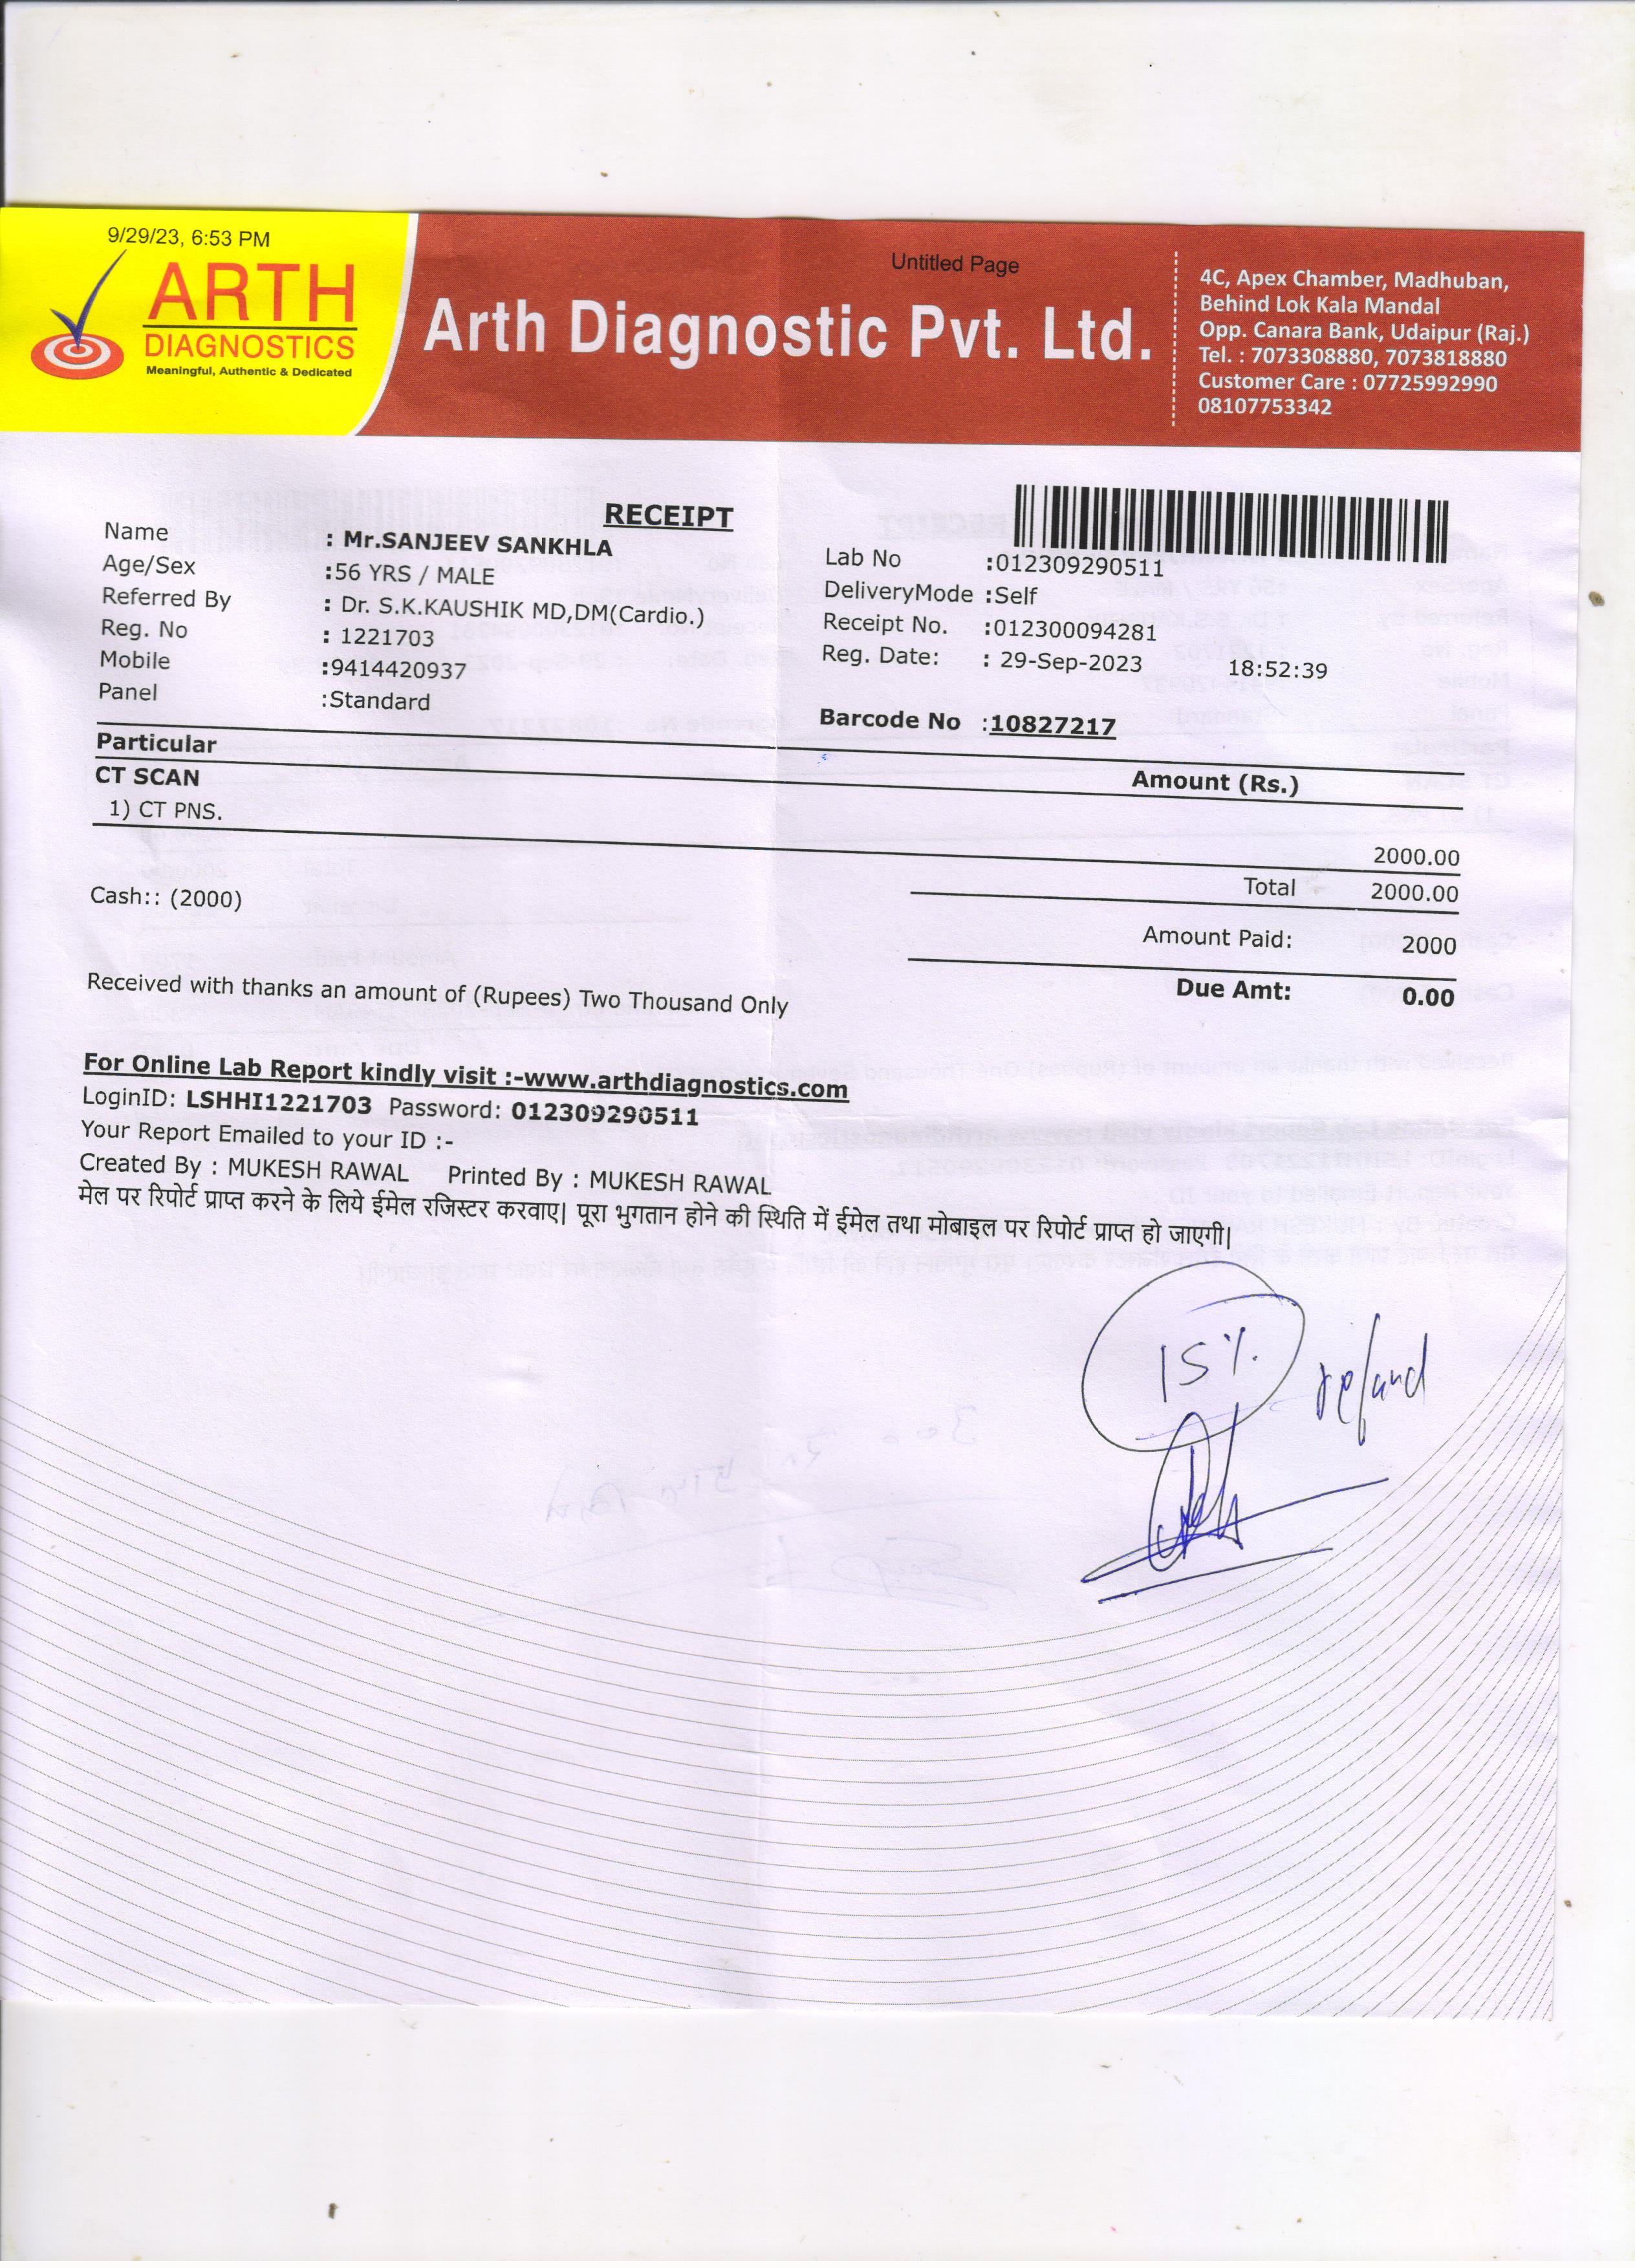 9/29/23, 6:53 PM
Untitled Page
ARTH
DIAGNOSTICS
Meaningful, Authentic & Dedicated
Arth Diagnostic Pvt. Ltd.
4C, Apex Chamber, Madhuban,
Behind Lok Kala Mandal
Opp. Canara Bank, Udaipur (Raj.)
Tel. : 7073308880, 7073818880
Customer Care : 07725992990
08107753342
RECEIPT
Name : Mr.SANJEEV SANKHLA
Age/Sex :56 YRS / MALE
Referred By : Dr. S.K.KAUSHIK MD,DM(Cardio.)
Reg. No : 1221703
Mobile :9414420937
Panel :Standard
Lab No :012309290511
DeliveryMode :Self
Receipt No. :012300094281
Reg. Date: : 29-Sep-2023 18:52:39
Barcode No :10827217
Particular Amount (Rs.)
CT SCAN
1) CT PNS. 2000.00
Total 2000.00
Cash:: (2000)
Amount Paid: 2000
Due Amt: 0.00
Received with thanks an amount of (Rupees) Two Thousand Only
For Online Lab Report kindly visit :-www.arthdiagnostics.com
LoginID: LSHHI1221703 Password: 012309290511
Your Report Emailed to your ID :-
Created By : MUKESH RAWAL Printed By : MUKESH RAWAL
मेल पर रिपोर्ट प्राप्त करने के लिये ईमेल रजिस्टर करवाए। पूरा भुगतान होने की स्थिति में ईमेल तथा मोबाइल पर रिपोर्ट प्राप्त हो जाएगी।
15% refund